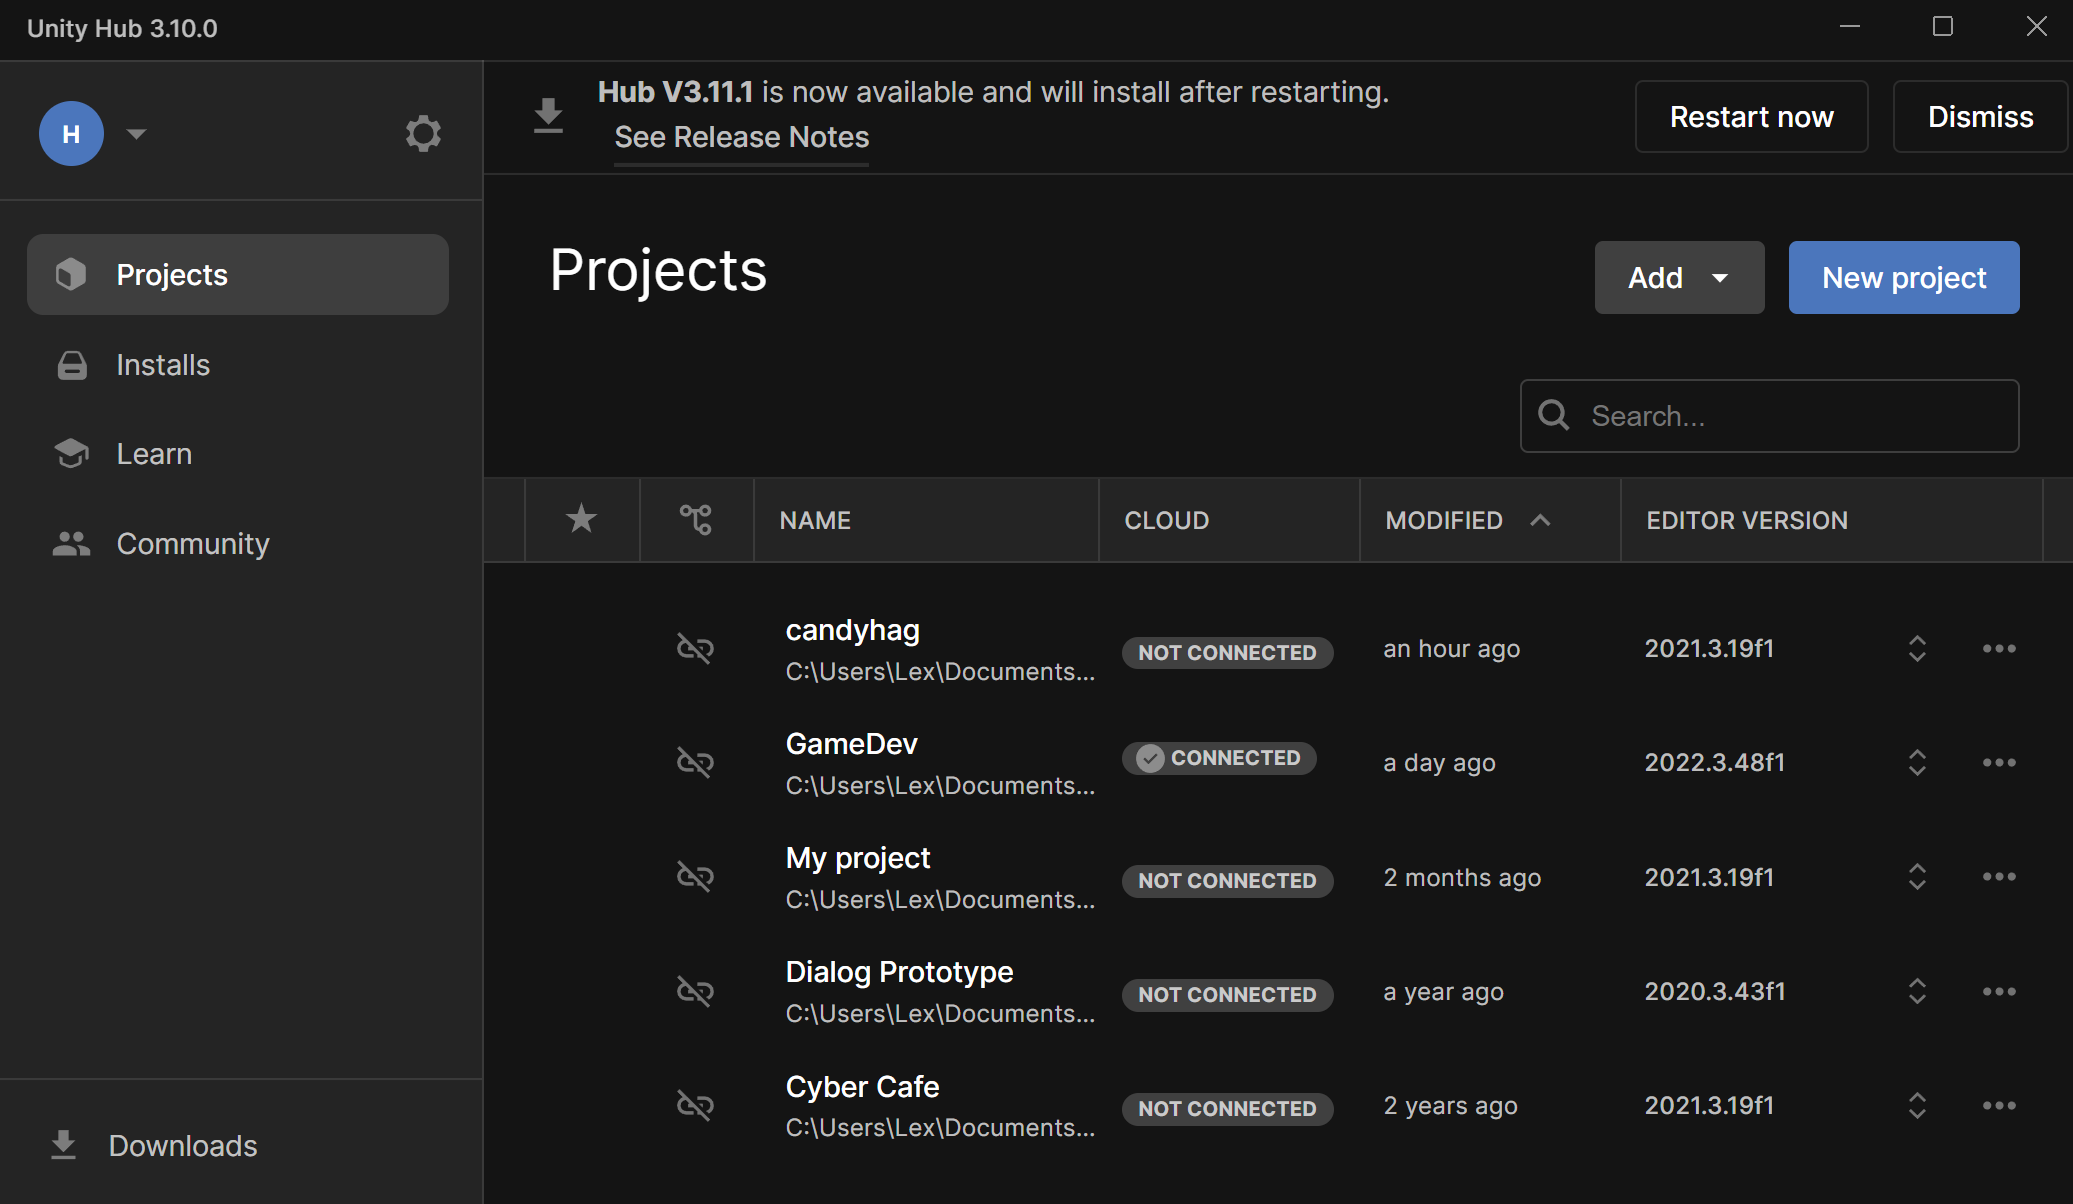 Unity Hub 3.10.0
H
Hub V3.11.1 is now available and will install after restarting.
See Release Notes
Restart now
Dismiss
Projects
Installs
Learn
Community
Downloads
Projects
Add
New project
Search...
NAME CLOUD MODIFIED EDITOR VERSION
candyhag
C:\Users\Lex\Documents...
NOT CONNECTED
an hour ago
2021.3.19f1
GameDev
C:\Users\Lex\Documents...
CONNECTED
a day ago
2022.3.48f1
My project
C:\Users\Lex\Documents...
NOT CONNECTED
2 months ago
2021.3.19f1
Dialog Prototype
C:\Users\Lex\Documents...
NOT CONNECTED
a year ago
2020.3.43f1
Cyber Cafe
C:\Users\Lex\Documents...
NOT CONNECTED
2 years ago
2021.3.19f1